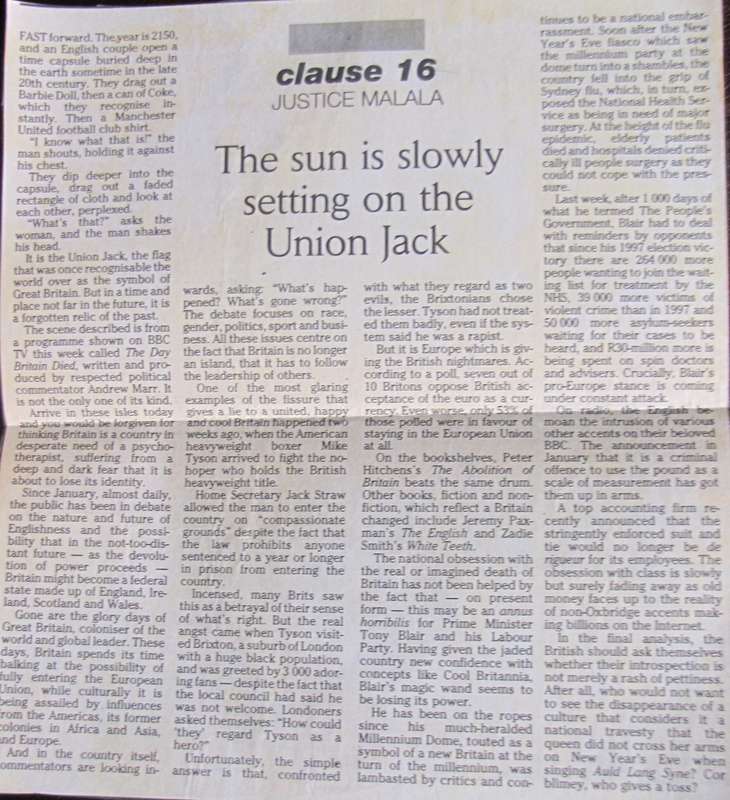 clause 16
JUSTICE MALALA
The sun is slowly
setting on the
Union Jack
FAST forward. The year is 2150,
and an English couple open a
time capsule buried deep in
the earth sometime in the late
20th century. They drag out a
Barbie Doll, then a can of Coke,
which they recognise in-
stantly. Then a Manchester
United football club shirt.
"I know what that is!" the
man shouts, holding it against
his chest.
They dip deeper into the
capsule, drag out a faded
rectangle of cloth and look at
each other, perplexed.
"What's that?" asks the
woman, and the man shakes
his head.
It is the Union Jack, the flag
that was once recognisable the
world over as the symbol of
Great Britain. But in a time and
place not far in the future, it is
a forgotten relic of the past.
The scene described is from
a programme shown on BBC
TV this week called The Day
Britain Died, written and pro-
duced by respected political
commentator Andrew Marr. It
is not the only one of its kind.
Arrive in these isles today
and you would be forgiven for
thinking Britain is a country in
desperate need of a psycho-
therapist, suffering from a
deep and dark fear that it is
about to lose its identity.
Since January, almost daily,
the public has been in debate
on the nature and future of
Englishness and the possi-
bility that in the not-too-dis-
tant future — as the devolu-
tion of power proceeds —
Britain might become a federal
state made up of England, Ire-
land, Scotland and Wales.
Gone are the glory days of
Great Britain, coloniser of the
world and global leader. These
days, Britain spends its time
balking at the possibility of
fully entering the European
Union, while culturally it is
being assailed by influences
from the Americas, its former
colonies in Africa and Asia,
and Europe.
And in the country itself,
commentators are looking in-
wards, asking: "What's hap-
pened? What's gone wrong?"
The debate focuses on race,
gender, politics, sport and busi-
ness. All these issues centre on
the fact that Britain is no longer
an island, that it has to follow
the leadership of others.
One of the most glaring
examples of the fissure that
gives a lie to a united, happy
and cool Britain happened two
weeks ago, when the American
heavyweight boxer Mike
Tyson arrived to fight the no-
hoper who holds the British
heavyweight title.
Home Secretary Jack Straw
allowed the man to enter the
country on "compassionate
grounds" despite the fact that
the law prohibits anyone
sentenced to a year or longer
in prison from entering the
country.
Incensed, many Brits saw
this as a betrayal of their sense
of what's right. But the real
angst came when Tyson visit-
ed Brixton, a suburb of London
with a huge black population,
and was greeted by 3 000 ador-
ing fans — despite the fact that
the local council had said he
was not welcome. Londoners
asked themselves: "How could
'they' regard Tyson as a
hero?"
Unfortunately, the simple
answer is that, confronted
with what they regard as two
evils, the Brixtonians chose
the lesser. Tyson had not treat-
ed them badly, even if the sys-
tem said he was a rapist.
But it is Europe which is giv-
ing the British nightmares. Ac-
cording to a poll, seven out of
10 Britons oppose British ac-
ceptance of the euro as a cur-
rency. Even worse, only 53% of
those polled were in favour of
staying in the European Union
at all.
On the bookshelves, Peter
Hitchens's The Abolition of
Britain beats the same drum.
Other books, fiction and non-
fiction, which reflect a Britain
changed include Jeremy Pax-
man's The English and Zadie
Smith's White Teeth.
The national obsession with
the real or imagined death of
Britain has not been helped by
the fact that — on present
form — this may be an annus
horribilis for Prime Minister
Tony Blair and his Labour
Party. Having given the jaded
country new confidence with
concepts like Cool Britannia,
Blair's magic wand seems to
be losing its power.
He has been on the ropes
since his much-heralded
Millennium Dome, touted as a
symbol of a new Britain at the
turn of the millennium, was
lambasted by critics and con-
tinues to be a national embar-
rassment. Soon after the New
Year's Eve fiasco which saw
the millennium party at the
dome turn into a shambles, the
country fell into the grip of
Sydney flu, which, in turn, ex-
posed the National Health Ser-
vice as being in need of major
surgery. At the height of the flu
epidemic, elderly patients
died and hospitals denied criti-
cally ill people surgery as they
could not cope with the pres-
sure.
Last week, after 1 000 days of
what he termed The People's
Government, Blair had to deal
with reminders by opponents
that since his 1997 election vic-
tory there are 264 000 more
people wanting to join the wait-
ing list for treatment by the
NHS, 39 000 more victims of
violent crime than in 1997 and
50 000 more asylum-seekers
waiting for their cases to be
heard, and R30-million more is
being spent on spin doctors
and advisers. Crucially, Blair's
pro-Europe stance is coming
under constant attack.
On radio, the English be-
moan the intrusion of various
other accents on their beloved
BBC. The announcement in
January that it is a criminal
offence to use the pound as a
scale of measurement has got
them up in arms.
A top accounting firm re-
cently announced that the
stringently enforced suit and
tie would no longer be de
rigueur for its employees. The
obsession with class is slowly
but surely fading away as old
money faces up to the reality
of non-Oxbridge accents mak-
ing billions on the Internet.
In the final analysis, the
British should ask themselves
whether their introspection is
not merely a rash of pettiness.
After all, who would not want
to see the disappearance of a
culture that considers it a
national travesty that the
queen did not cross her arms
on New Year's Eve when
singing Auld Lang Syne? Cor
blimey, who gives a toss?